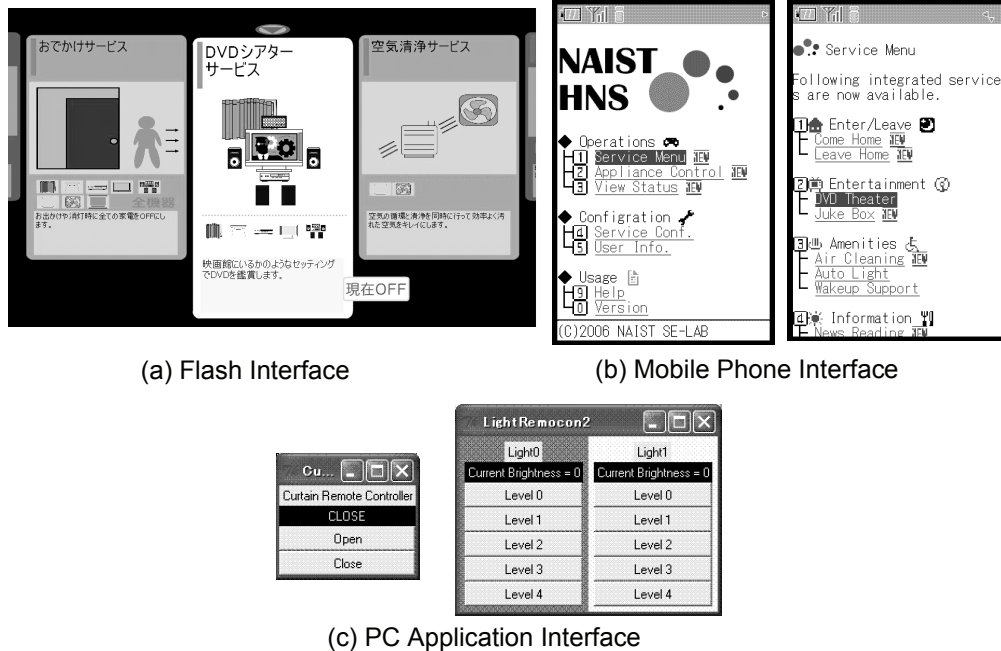 おでかけサービス
全機器
お出かけや消灯時に全ての家電をOFFにし
ます。
DVDシアター
サービス
映画館にいるかのようなセッティング
でDVDを鑑賞します。
現在OFF
空気清浄サービス
空気の循環と清浄を同時に行って効率よく汚
れた空気をキレイにします。
(a) Flash Interface
NAIST
HNS
◆ Operations
1 Service Menu NEW
2 Appliance Control NEW
3 View Status NEW
◆ Configration
4 Service Conf.
5 User Info.
◆ Usage
9 Help
0 Version
(C)2006 NAIST SE-LAB
Service Menu
Following integrated service
s are now available.
1 Enter/Leave
Come Home NEW
Leave Home NEW
2 Entertainment
DVD Theater
Juke Box NEW
3 Amenities
Air Cleaning NEW
Auto Light
Wakeup Support
4 Information
News Reading NEW
(b) Mobile Phone Interface
Cu...
Curtain Remote Controller
CLOSE
Open
Close
LightRemocon2
Light0
Current Brightness = 0
Level 0
Level 1
Level 2
Level 3
Level 4
Light1
Current Brightness = 0
Level 0
Level 1
Level 2
Level 3
Level 4
(c) PC Application Interface